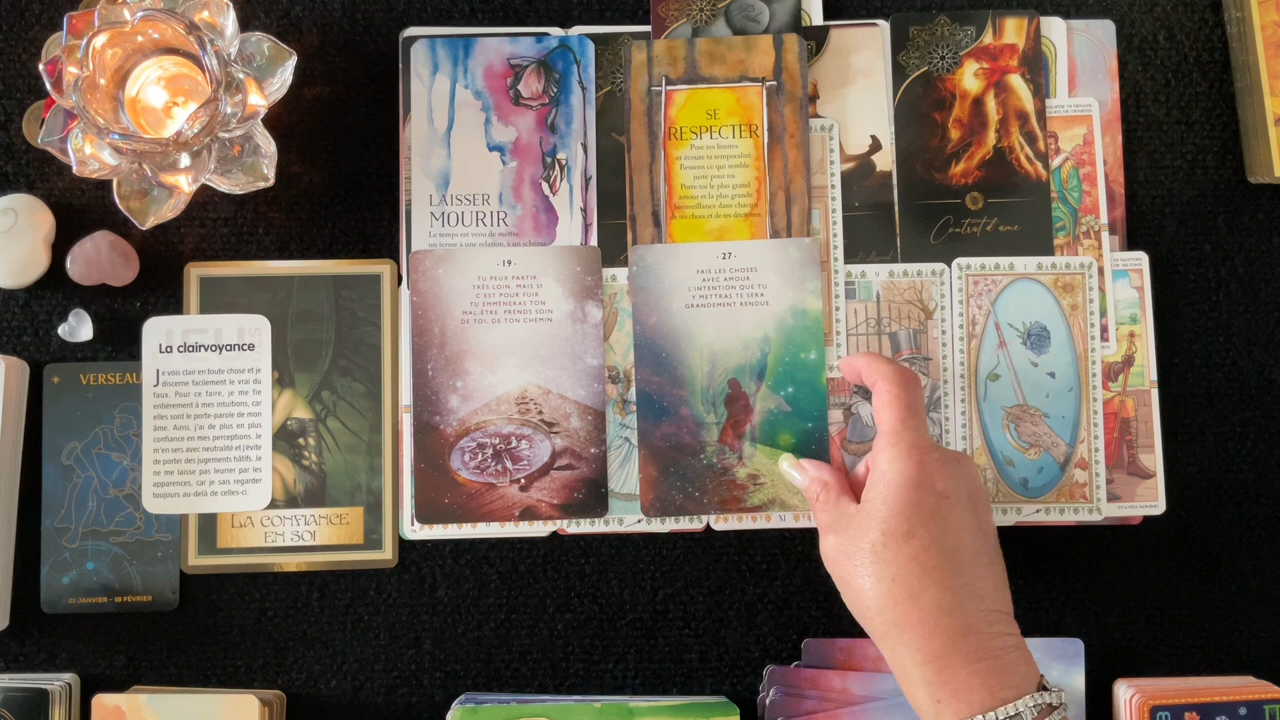 LAISSER
MOURIR
Le temps est venu de mettre
un terme à une relation, à un schéma
SE
RESPECTER
Pose tes limites
et écoute ta temporalité.
Ressens ce qui semble
juste pour toi.
Porte-toi le plus grand
amour et la plus grande
bienveillance dans chacun
de tes choix et de tes décisions.
Contrat d'ame
· 19 ·
TU PEUX PARTIR
TRÈS LOIN, MAIS SI
C'EST POUR FUIR
TU EMMÈNERAS TON
MAL-ÊTRE. PRENDS SOIN
DE TOI, DE TON CHEMIN.
· 27 ·
FAIS LES CHOSES
AVEC AMOUR
L'INTENTION QUE TU
Y METTRAS TE SERA
GRANDEMENT RENDUE.
9
I
II
XI
VERSEAU
21 JANVIER – 19 FÉVRIER
La clairvoyance
Je vois clair en toute chose et je
discerne facilement le vrai du
faux. Pour ce faire, je me fie
entièrement à mes intuitions, car
elles sont le porte-parole de mon
âme. Ainsi, j'ai de plus en plus
confiance en mes perceptions. Je
m'en sers avec neutralité et j'évite
de porter des jugements hâtifs. Je
ne me laisse pas leurrer par les
apparences, car je sais regarder
toujours au-delà de celles-ci.
LA CONFIANCE
EN SOI